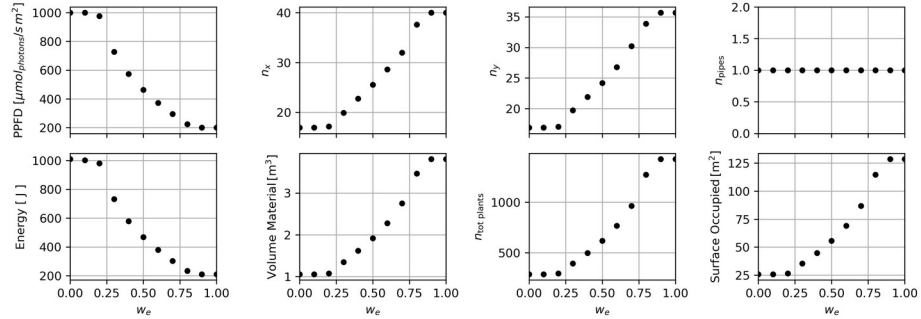 PPFD [μmol_photons/s m²]
1000
800
600
400
200
n_x
40
30
20
n_y
35
30
25
20
n_pipes
2.0
1.5
1.0
0.5
0.0
Energy [ J ]
1000
800
600
400
200
0.00 0.25 0.50 0.75 1.00
w_e
Volume Material [m³]
3
2
1
0.00 0.25 0.50 0.75 1.00
w_e
n_tot plants
1000
500
0.00 0.25 0.50 0.75 1.00
w_e
Surface Occupied [m²]
125
100
75
50
25
0.00 0.25 0.50 0.75 1.00
w_e